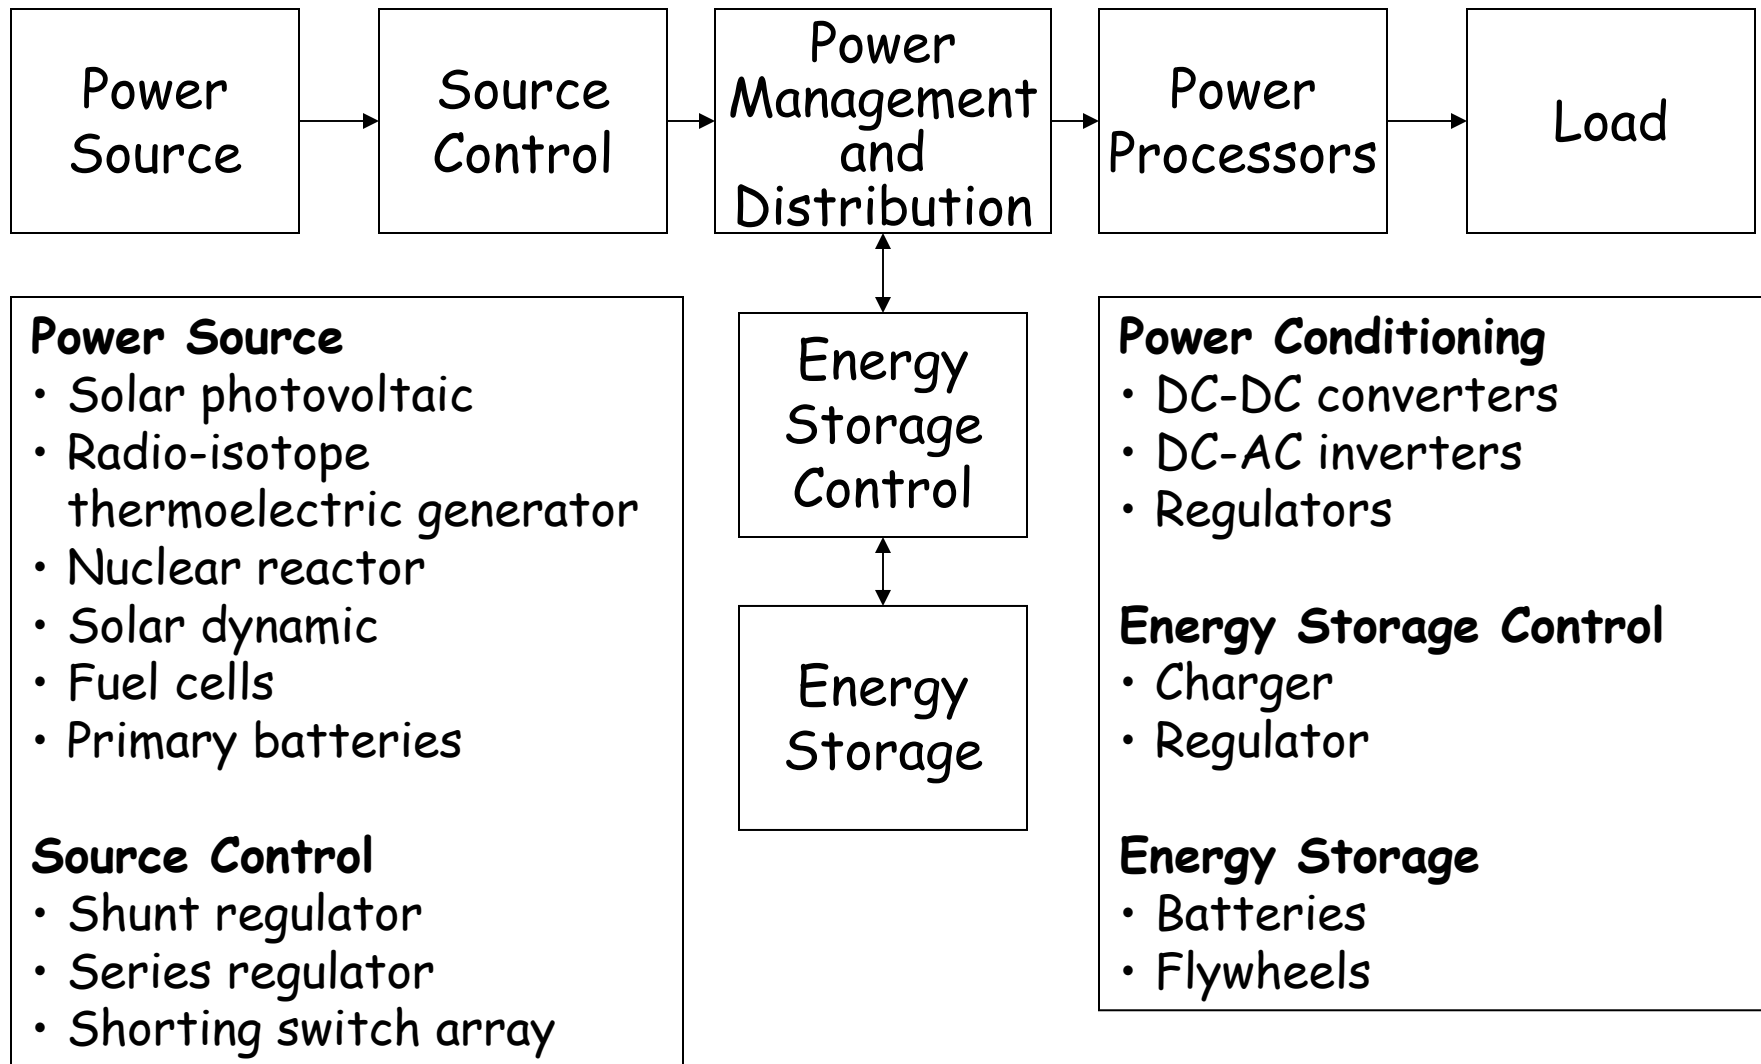 Power
Source
Source
Control
Power
Management
and
Distribution
Power
Processors
Load
Energy
Storage
Control
Energy
Storage
Power Source
• Solar photovoltaic
• Radio-isotope
thermoelectric generator
• Nuclear reactor
• Solar dynamic
• Fuel cells
• Primary batteries
Source Control
• Shunt regulator
• Series regulator
• Shorting switch array
Power Conditioning
• DC-DC converters
• DC-AC inverters
• Regulators
Energy Storage Control
• Charger
• Regulator
Energy Storage
• Batteries
• Flywheels